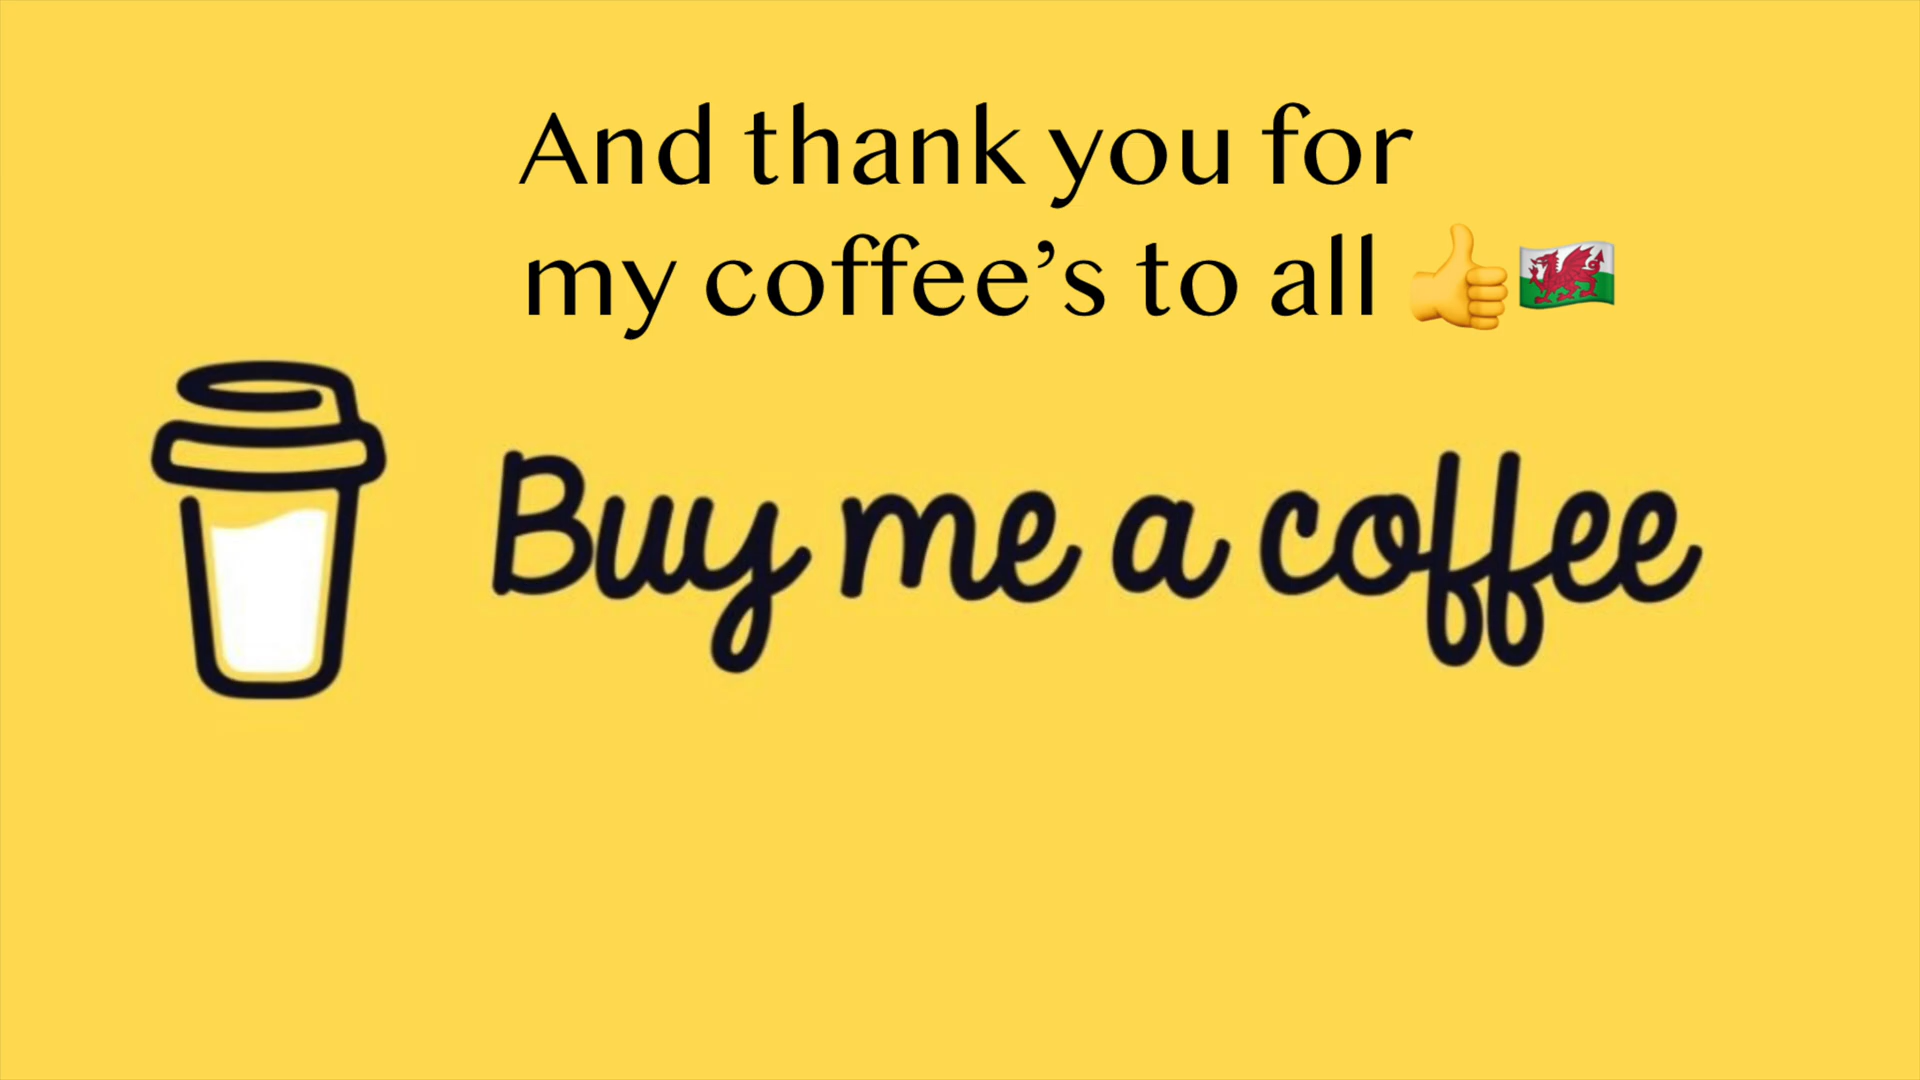 And thank you for
my coffee’s to all 👍🏴󠁧󠁢󠁷󠁬󠁳󠁿
Buy me a coffee